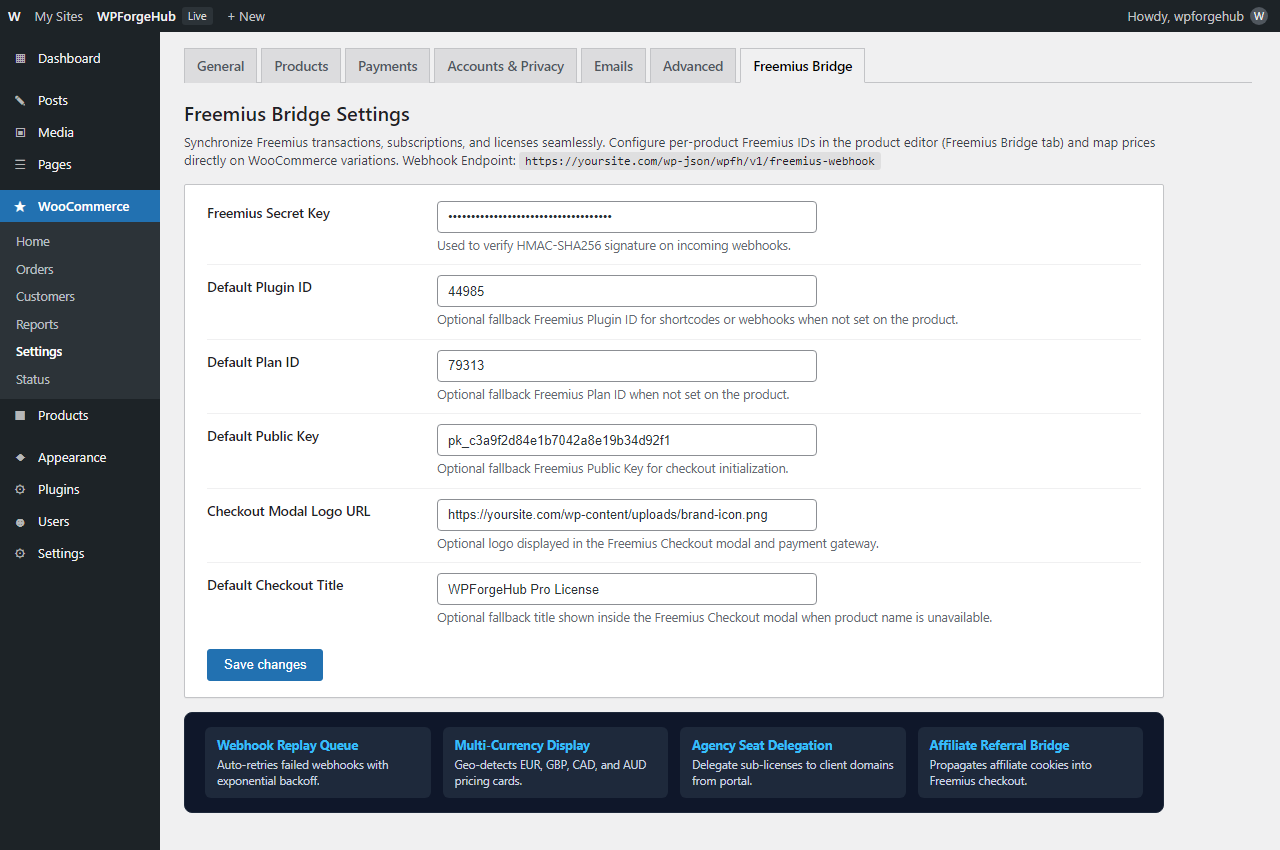 W My Sites WPForgeHub Live + New Howdy, wpforgehub W
Dashboard
Posts
Media
Pages
WooCommerce
Home
Orders
Customers
Reports
Settings
Status
Products
Appearance
Plugins
Users
Settings
General Products Payments Accounts & Privacy Emails Advanced Freemius Bridge
Freemius Bridge Settings
Synchronize Freemius transactions, subscriptions, and licenses seamlessly. Configure per-product Freemius IDs in the product editor (Freemius Bridge tab) and map prices
directly on WooCommerce variations. Webhook Endpoint: https://yoursite.com/wp-json/wpfh/v1/freemius-webhook
Freemius Secret Key
••••••••••••••••••••••••••••••••••••
Used to verify HMAC-SHA256 signature on incoming webhooks.
Default Plugin ID
44985
Optional fallback Freemius Plugin ID for shortcodes or webhooks when not set on the product.
Default Plan ID
79313
Optional fallback Freemius Plan ID when not set on the product.
Default Public Key
pk_c3a9f2d84e1b7042a8e19b34d92f1
Optional fallback Freemius Public Key for checkout initialization.
Checkout Modal Logo URL
https://yoursite.com/wp-content/uploads/brand-icon.png
Optional logo displayed in the Freemius Checkout modal and payment gateway.
Default Checkout Title
WPForgeHub Pro License
Optional fallback title shown inside the Freemius Checkout modal when product name is unavailable.
Save changes
Webhook Replay Queue
Auto-retries failed webhooks with
exponential backoff.
Multi-Currency Display
Geo-detects EUR, GBP, CAD, and AUD
pricing cards.
Agency Seat Delegation
Delegate sub-licenses to client domains
from portal.
Affiliate Referral Bridge
Propagates affiliate cookies into
Freemius checkout.